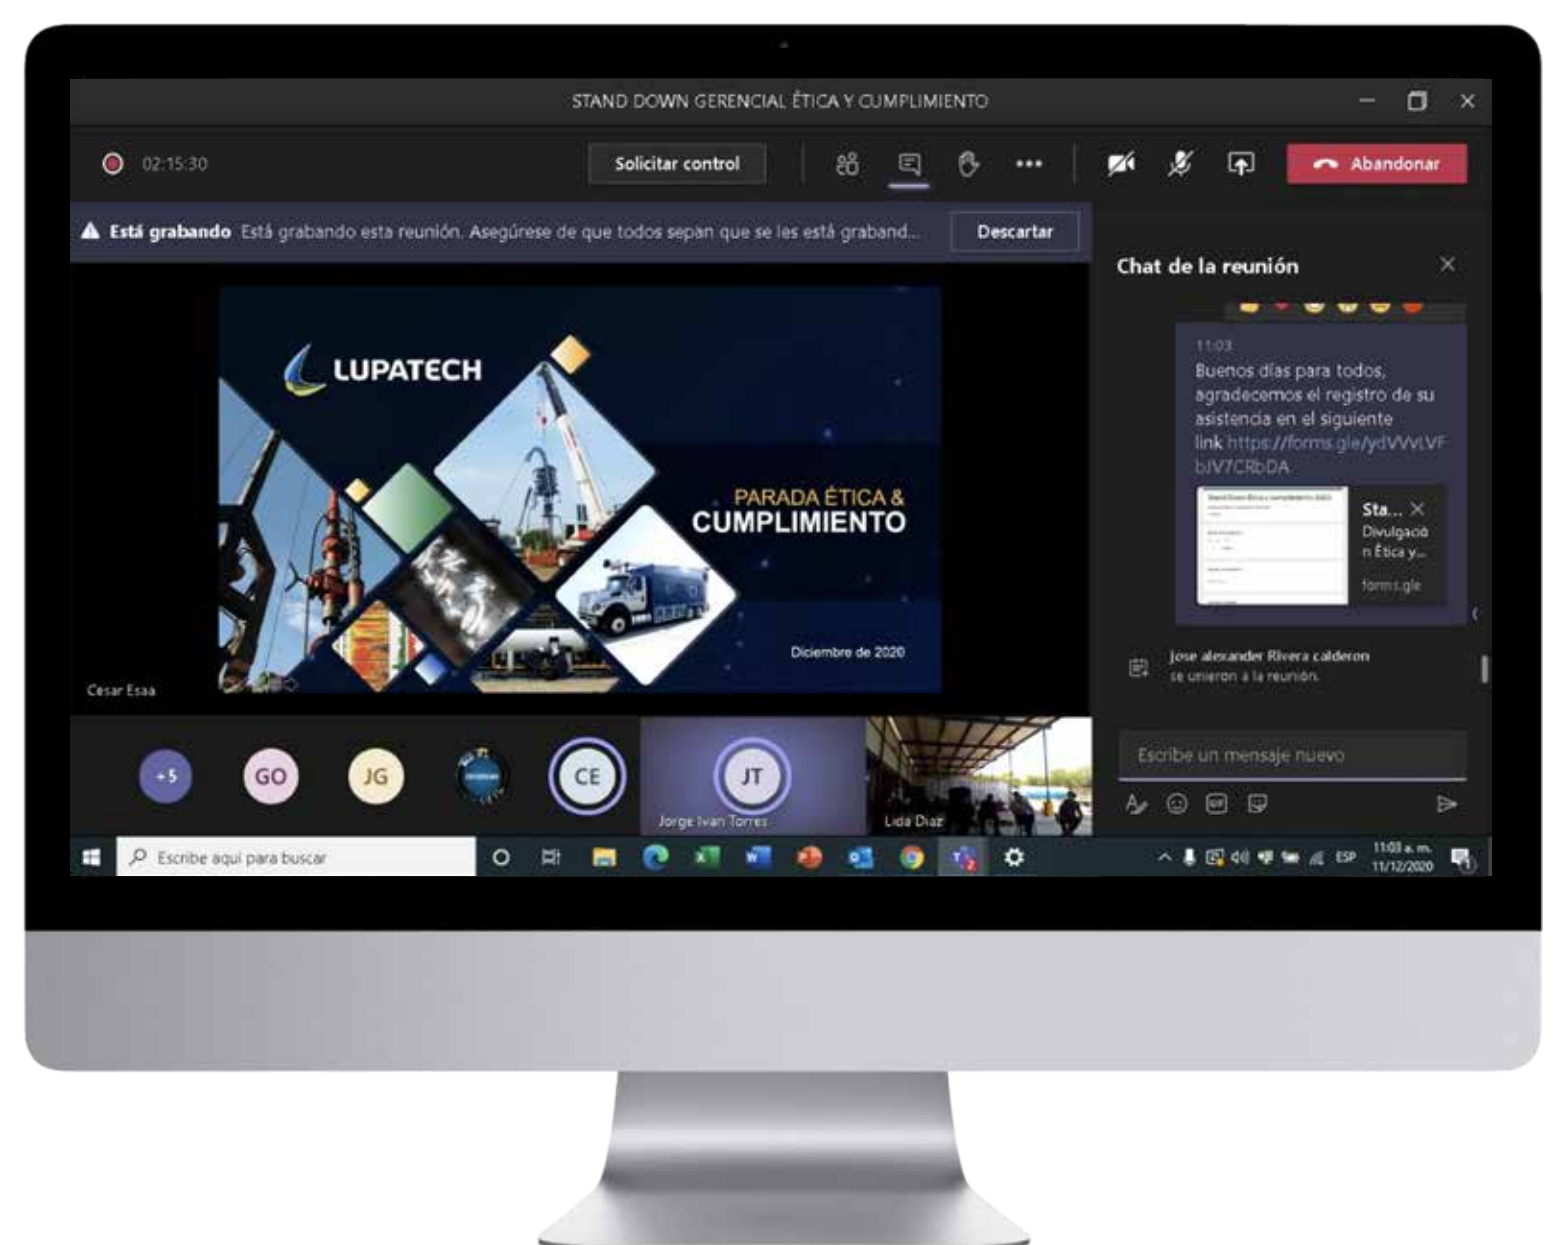 STAND DOWN GERENCIAL ÉTICA Y CUMPLIMIENTO
02:15:30
Solicitar control
Abandonar
Está grabando Está grabando esta reunión. Asegúrese de que todos sepan que se les está graband...
Descartar
LUPATECH
PARADA ÉTICA &
CUMPLIMIENTO
Diciembre de 2020
Cesar Esaa
Chat de la reunión
11:03
Buenos días para todos,
agradecemos el registro de su
asistencia en el siguiente
link https://forms.gle/ydVVvLVF
bJV7CRbDA
Sta...
Divulgació
n Ética y...
forms.gle
Jose alexander Rivera calderon
se unieron a la reunión.
Escribe un mensaje nuevo
GIF
+5
GO
JG
CE
JT
Jorge Ivan Torres
Lida Diaz
Escribe aquí para buscar
ESP
11:03 a. m.
11/12/2020